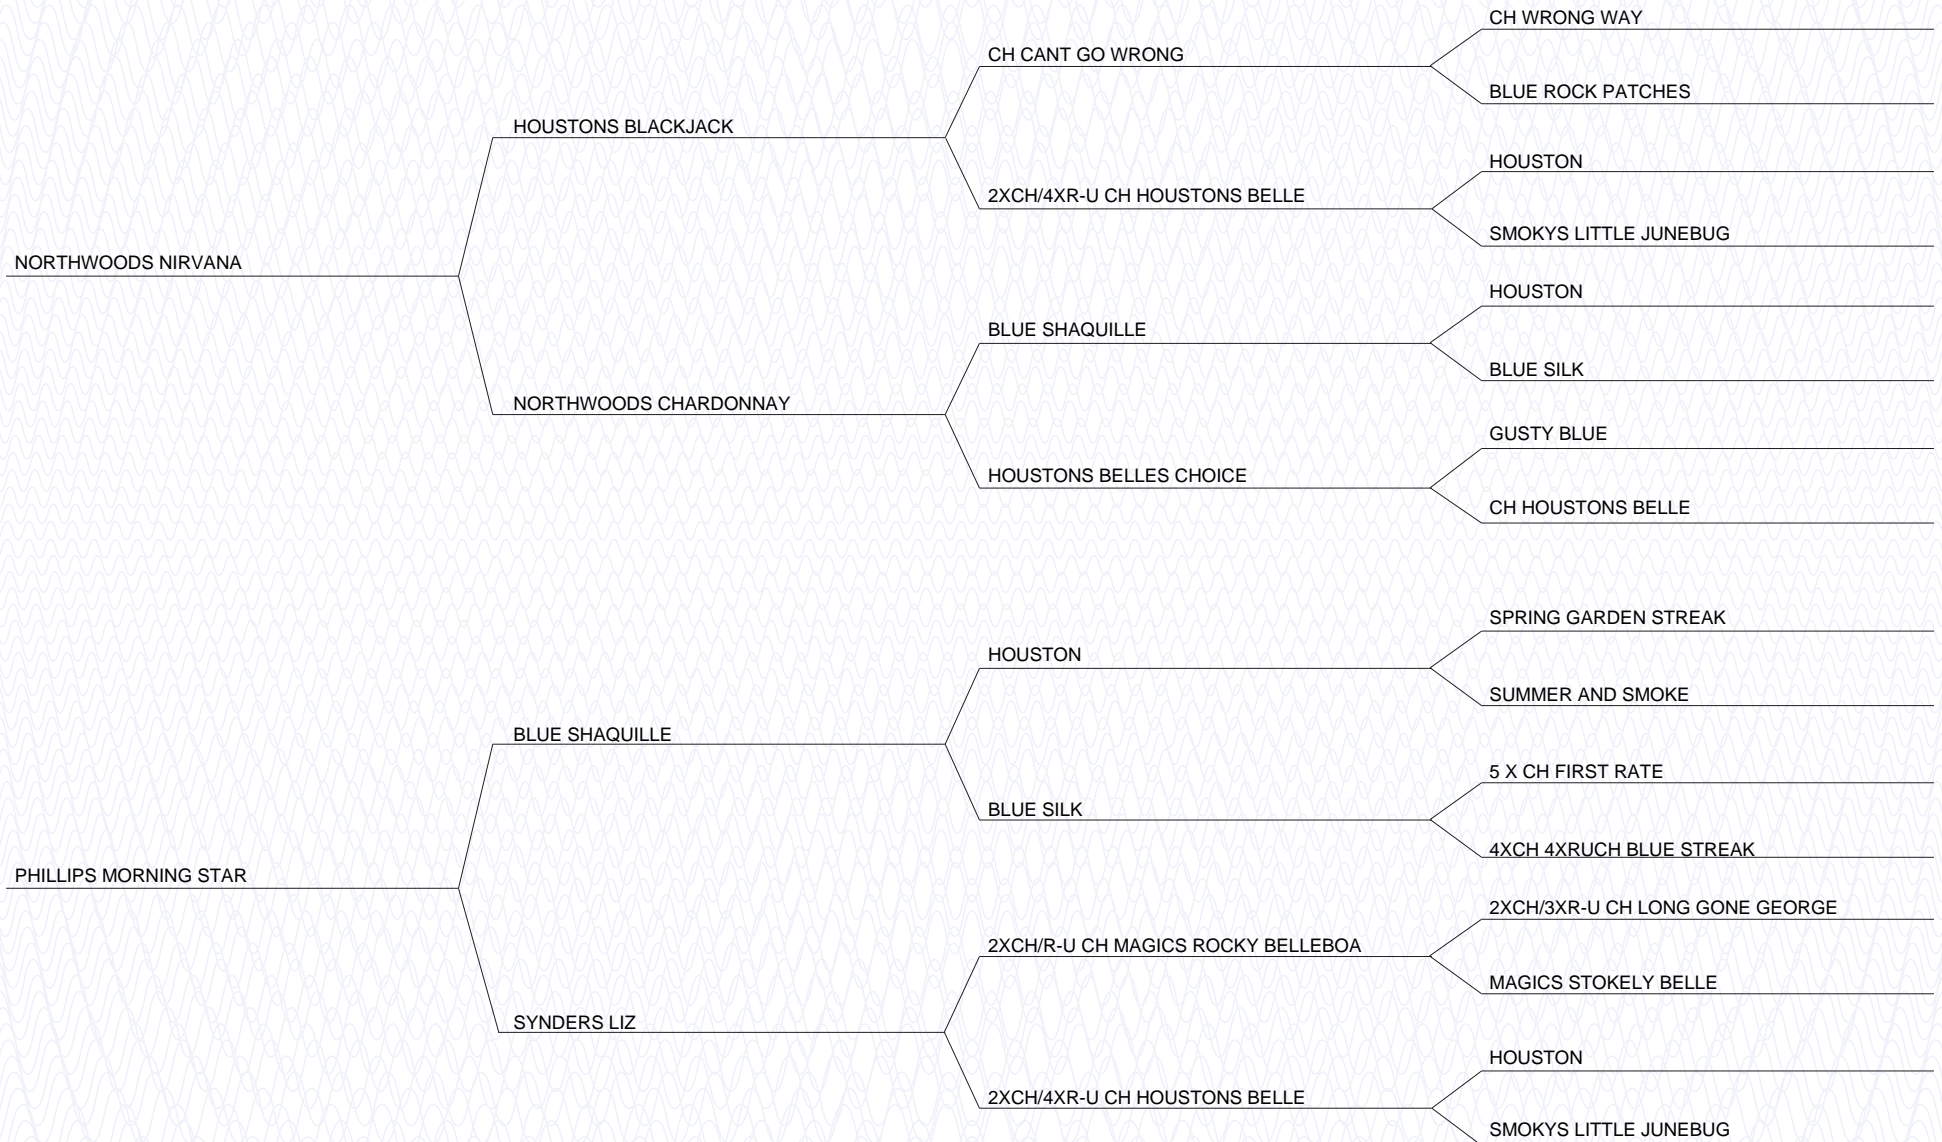 CH WRONG WAY
CH CANT GO WRONG
BLUE ROCK PATCHES
HOUSTONS BLACKJACK
HOUSTON
2XCH/4XR-U CH HOUSTONS BELLE
SMOKYS LITTLE JUNEBUG
NORTHWOODS NIRVANA
HOUSTON
BLUE SHAQUILLE
BLUE SILK
NORTHWOODS CHARDONNAY
GUSTY BLUE
HOUSTONS BELLES CHOICE
CH HOUSTONS BELLE
SPRING GARDEN STREAK
HOUSTON
SUMMER AND SMOKE
BLUE SHAQUILLE
5 X CH FIRST RATE
BLUE SILK
4XCH 4XRUCH BLUE STREAK
PHILLIPS MORNING STAR
2XCH/3XR-U CH LONG GONE GEORGE
2XCH/R-U CH MAGICS ROCKY BELLEBOA
MAGICS STOKELY BELLE
SYNDERS LIZ
HOUSTON
2XCH/4XR-U CH HOUSTONS BELLE
SMOKYS LITTLE JUNEBUG